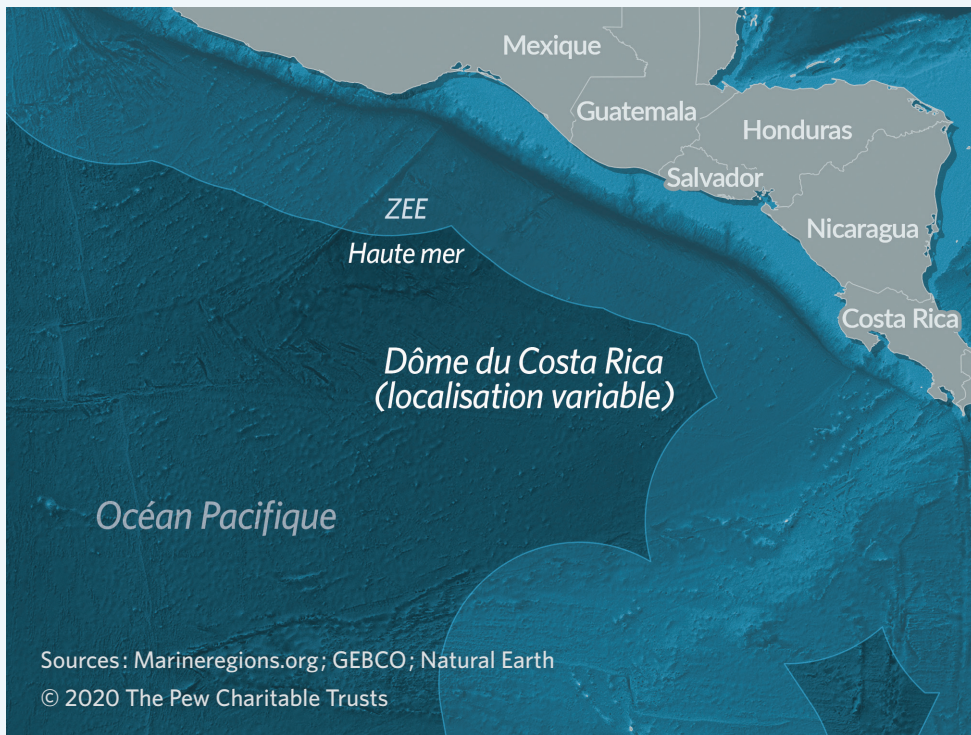 Mexique
Guatemala
Honduras
Salvador
Nicaragua
ZEE
Haute mer
Costa Rica
Dôme du Costa Rica
(localisation variable)
Océan Pacifique
Sources : Marineregions.org ; GEBCO ; Natural Earth
© 2020 The Pew Charitable Trusts